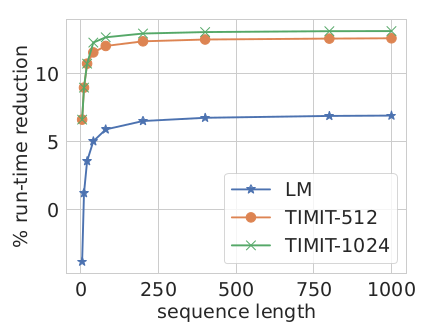 % run-time reduction
10
5
0
LM
TIMIT-512
TIMIT-1024
0 250 500 750 1000
sequence length